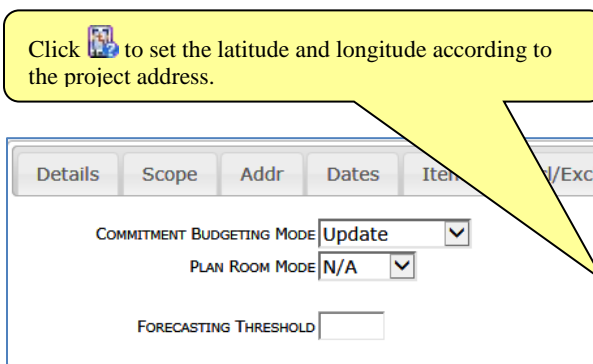 Click to set the latitude and longitude according to
the project address.
Details Scope Addr Dates /Exc
COMMITMENT BUDGETING MODE Update
PLAN ROOM MODE N/A
FORECASTING THRESHOLD